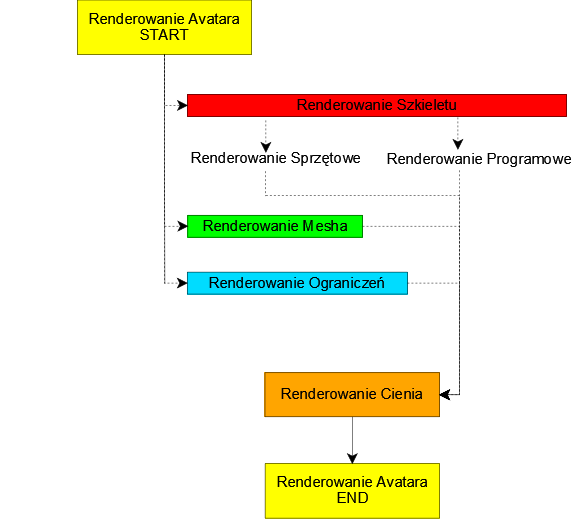 Renderowanie Avatara
START
Renderowanie Szkieletu
Renderowanie Sprzętowe
Renderowanie Programowe
Renderowanie Mesha
Renderowanie Ograniczeń
Renderowanie Cienia
Renderowanie Avatara
END